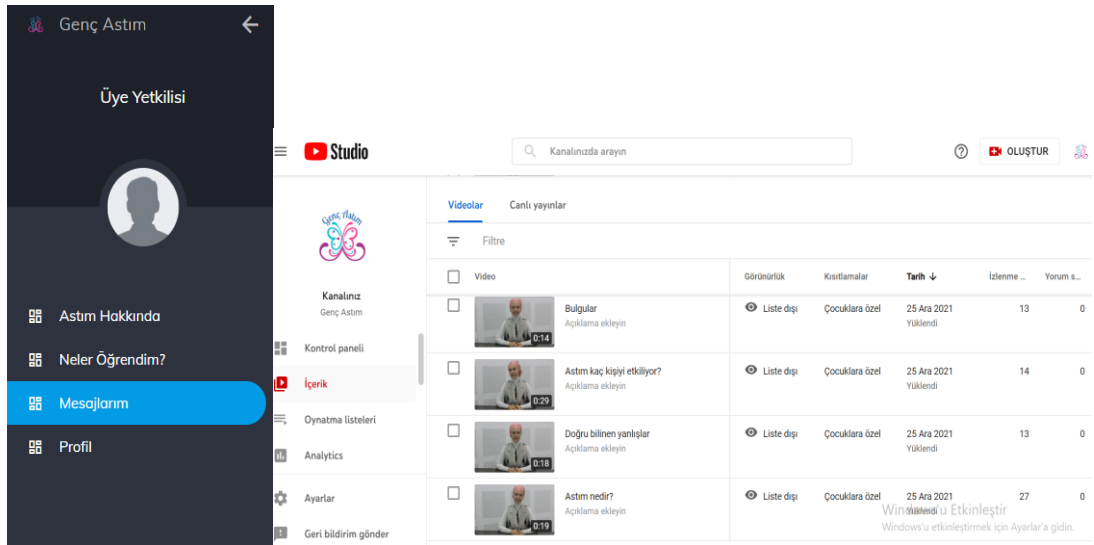 Genç Astım
Üye Yetkilisi
Astım Hakkında
Neler Öğrendim?
Mesajlarım
Profil
Studio
Kanalınızda arayın
OLUŞTUR
Genç Astım
Kanalınız
Genç Astım
Kontrol paneli
İçerik
Oynatma listeleri
Analytics
Ayarlar
Geri bildirim gönder
Videolar Canlı yayınlar
Filtre
Video Görünürlük Kısıtlamalar Tarih İzlenme ... Yorum s...
Bulgular Liste dışı Çocuklara özel 25 Ara 2021 13 0
Açıklama ekleyin Yüklendi
0:14
Astım kaç kişiyi etkiliyor? Liste dışı Çocuklara özel 25 Ara 2021 14 0
Açıklama ekleyin Yüklendi
0:29
Doğru bilinen yanlışlar Liste dışı Çocuklara özel 25 Ara 2021 13 0
Açıklama ekleyin Yüklendi
0:18
Astım nedir? Liste dışı Çocuklara özel 25 Ara 2021 27 0
Açıklama ekleyin Yüklendi
0:19
Windows'u Etkinleştir
Windows'u etkinleştirmek için Ayarlar'a gidin.